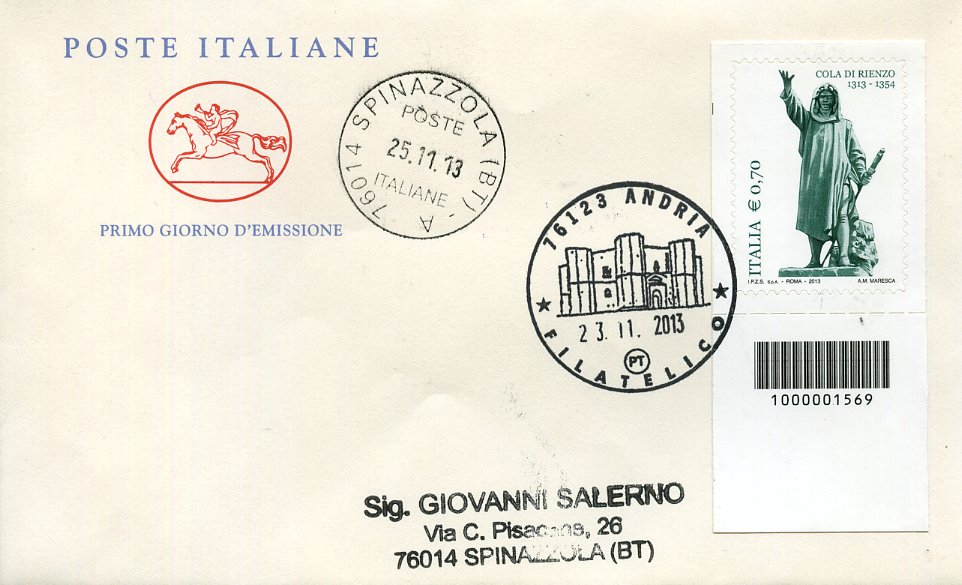 POSTE ITALIANE
PRIMO GIORNO D'EMISSIONE
A 76014 SPINAZZOLA (BT) -
POSTE
25.11.13
ITALIANE
76123 ANDRIA
23. 11. 2013
PT
FILATELICO
COLA DI RIENZO
1313 - 1354
ITALIA € 0,70
I.P.Z.S. S.p.A. - ROMA - 2013
A.M. MARESCA
1000001569
Sig. GIOVANNI SALERNO
Via C. Pisacane, 26
76014 SPINAZZOLA (BT)